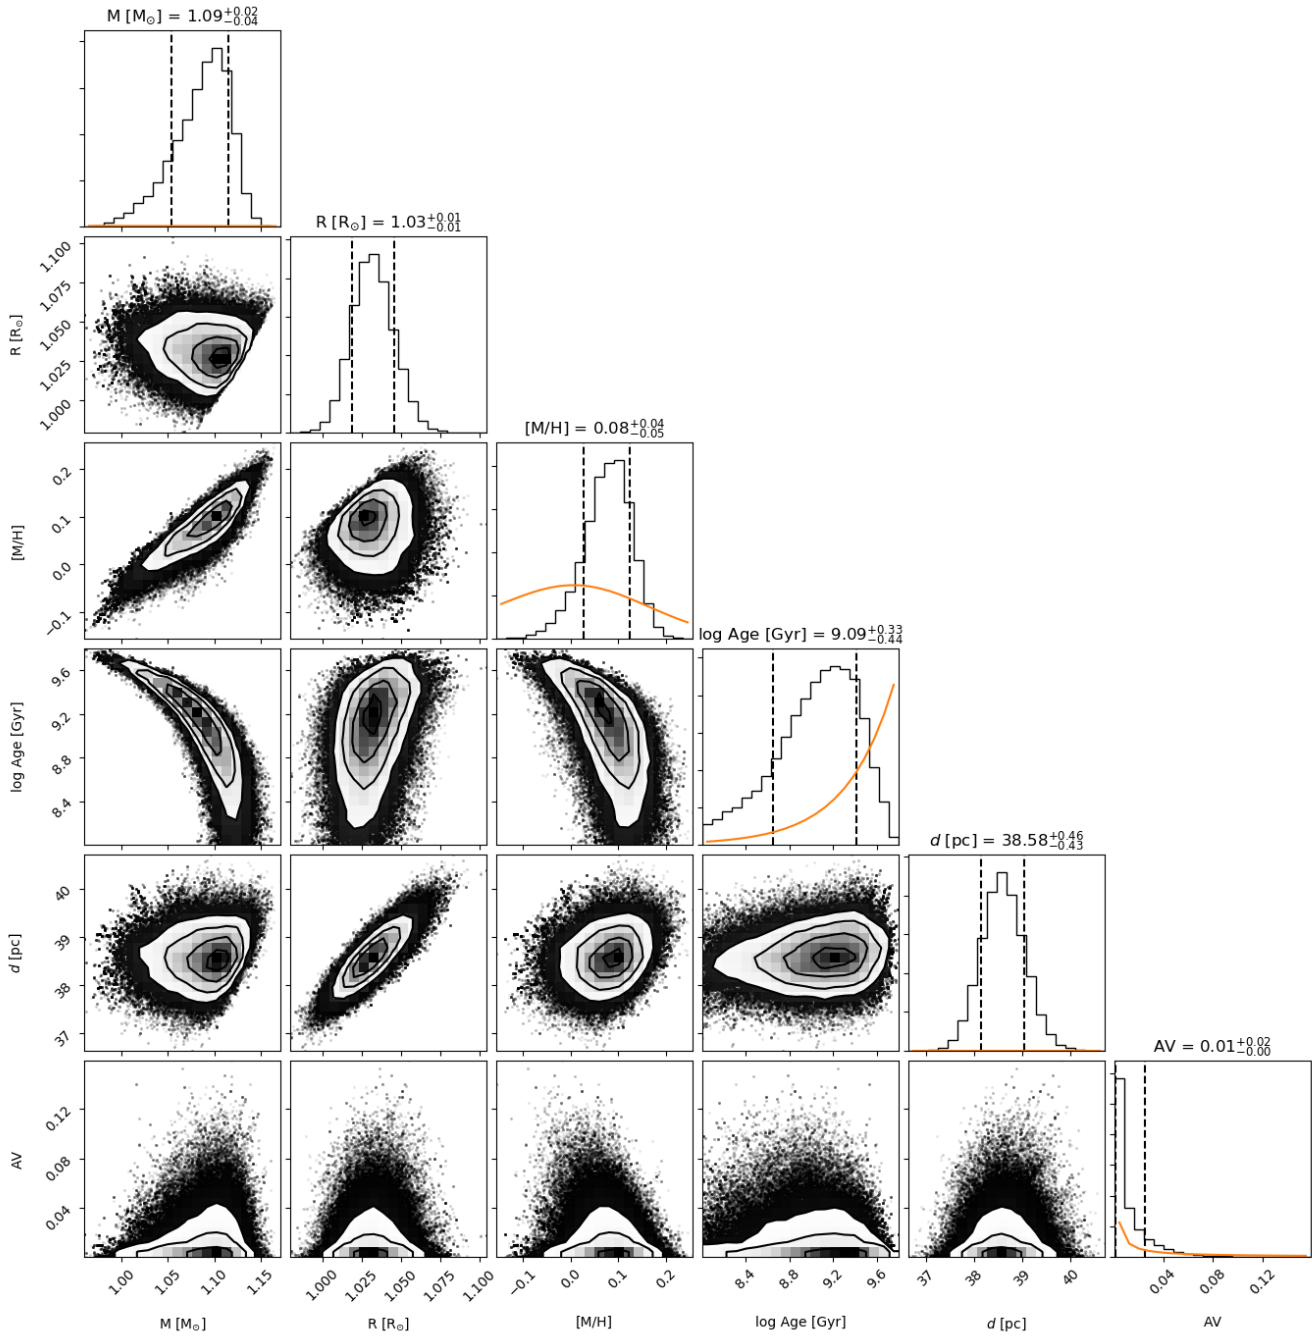 M [M⊙] = 1.09+0.02−0.04
R [R⊙] = 1.03+0.01−0.01
1.100
1.075
1.050
1.025
1.000
R [R⊙]
[M/H] = 0.08+0.04−0.05
0.2
0.1
0.0
−0.1
[M/H]
log Age [Gyr] = 9.09+0.33−0.44
9.6
9.2
8.8
8.4
log Age [Gyr]
d [pc] = 38.58+0.46−0.43
40
39
38
37
d [pc]
AV = 0.01+0.02−0.00
0.12
0.08
0.04
AV
1.00 1.05 1.10 1.15
1.000 1.025 1.050 1.075 1.100
−0.1 0.0 0.1 0.2
8.4 8.8 9.2 9.6
37 38 39 40
0.04 0.08 0.12
M [M⊙] R [R⊙] [M/H] log Age [Gyr] d [pc] AV